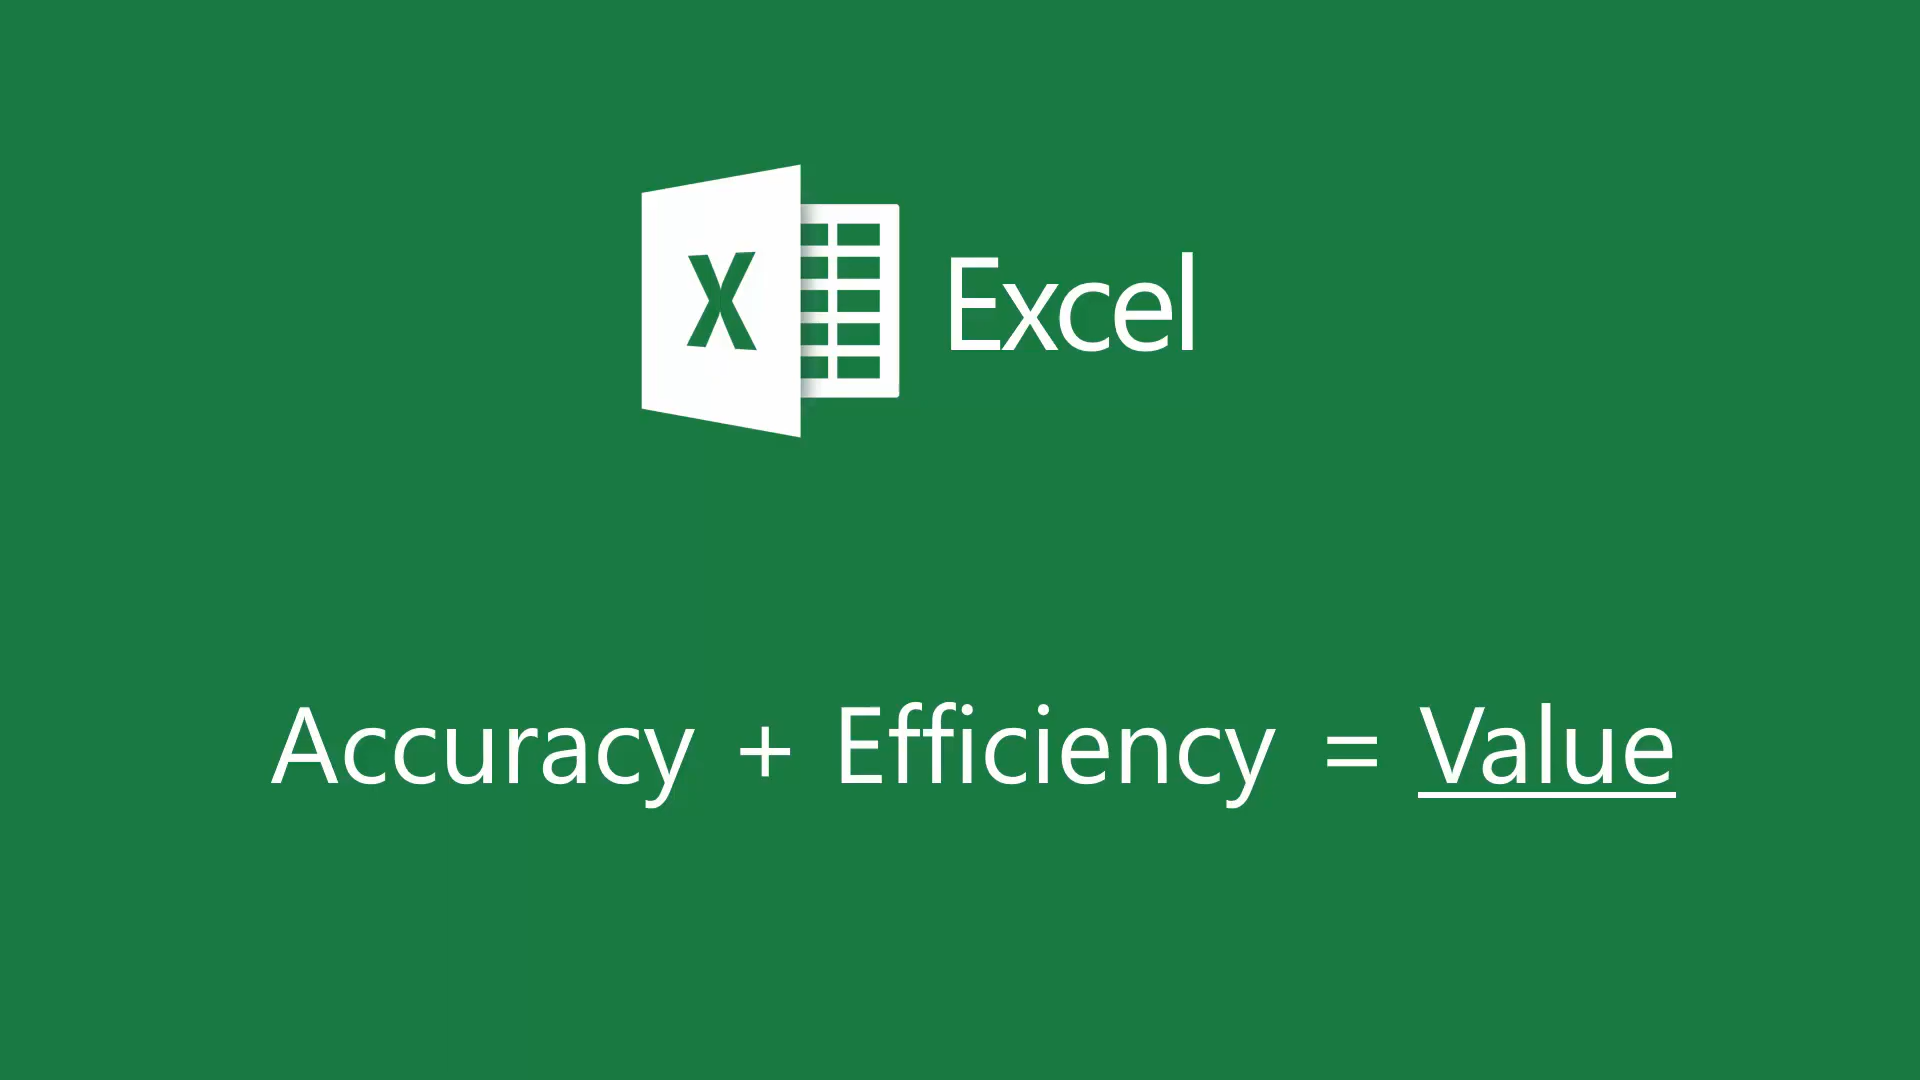 X Excel
Accuracy + Efficiency = Value